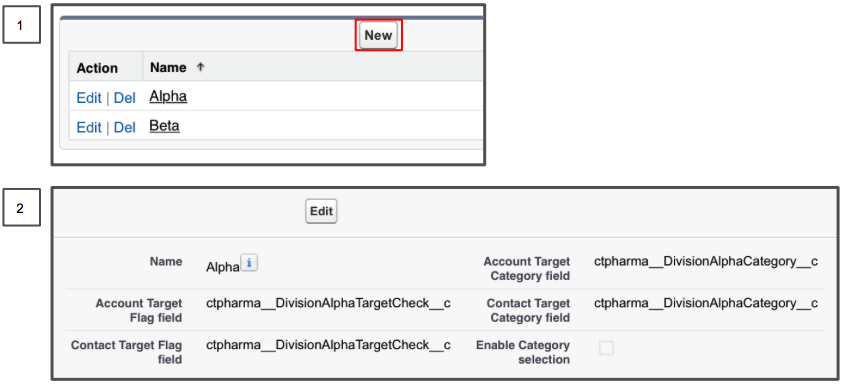 1
New
Action Name ↑
Edit | Del Alpha
Edit | Del Beta
2
Edit
Name Alpha i Account Target Category field ctpharma__DivisionAlphaCategory__c
Account Target Flag field ctpharma__DivisionAlphaTargetCheck__c Contact Target Category field ctpharma__DivisionAlphaCategory__c
Contact Target Flag field ctpharma__DivisionAlphaTargetCheck__c Enable Category selection